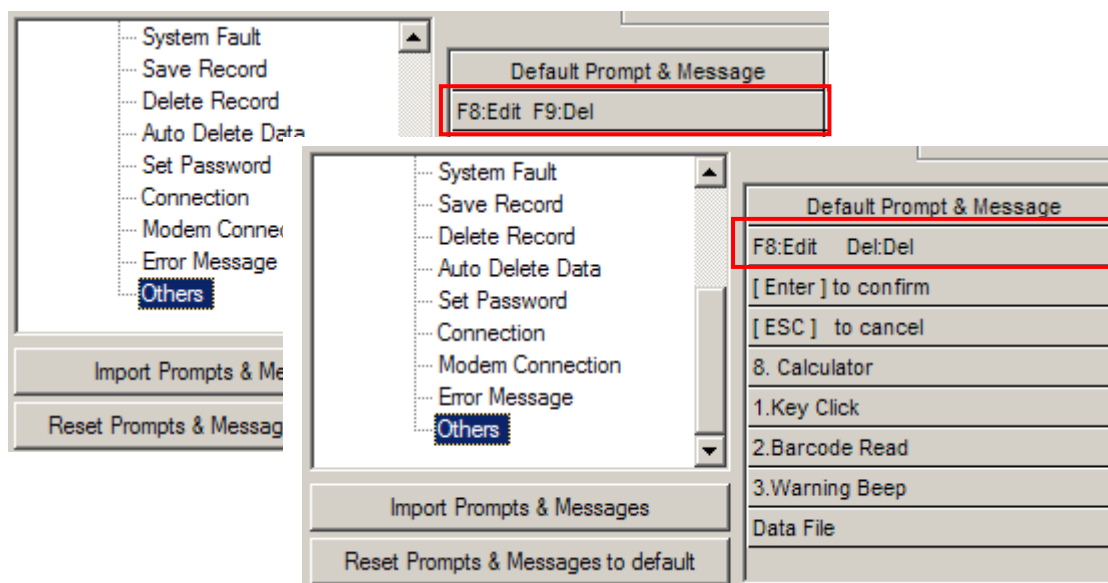 System Fault
Save Record
Delete Record
Auto Delete Data
Set Password
Connection
Modem Connec
Error Message
Others
Import Prompts & Me
Reset Prompts & Messag
Default Prompt & Message
F8:Edit F9:Del
System Fault
Save Record
Delete Record
Auto Delete Data
Set Password
Connection
Modem Connection
Error Message
Others
Import Prompts & Messages
Reset Prompts & Messages to default
Default Prompt & Message
F8:Edit Del:Del
[ Enter ] to confirm
[ ESC ] to cancel
8. Calculator
1.Key Click
2.Barcode Read
3.Warning Beep
Data File